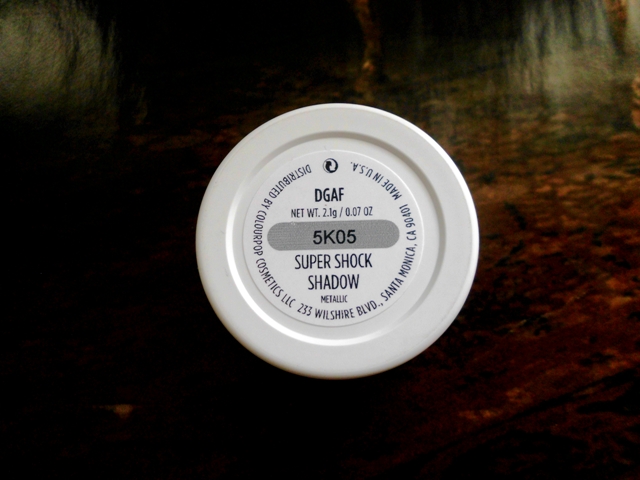 DGAF
NET WT. 2.1g / 0.07 OZ
5K05
SUPER SHOCK
SHADOW
METALLIC
DISTRIBUTED BY COLOURPOP COSMETICS LLC 233 WILSHIRE BLVD., SANTA MONICA, CA 90401 MADE IN U.S.A.